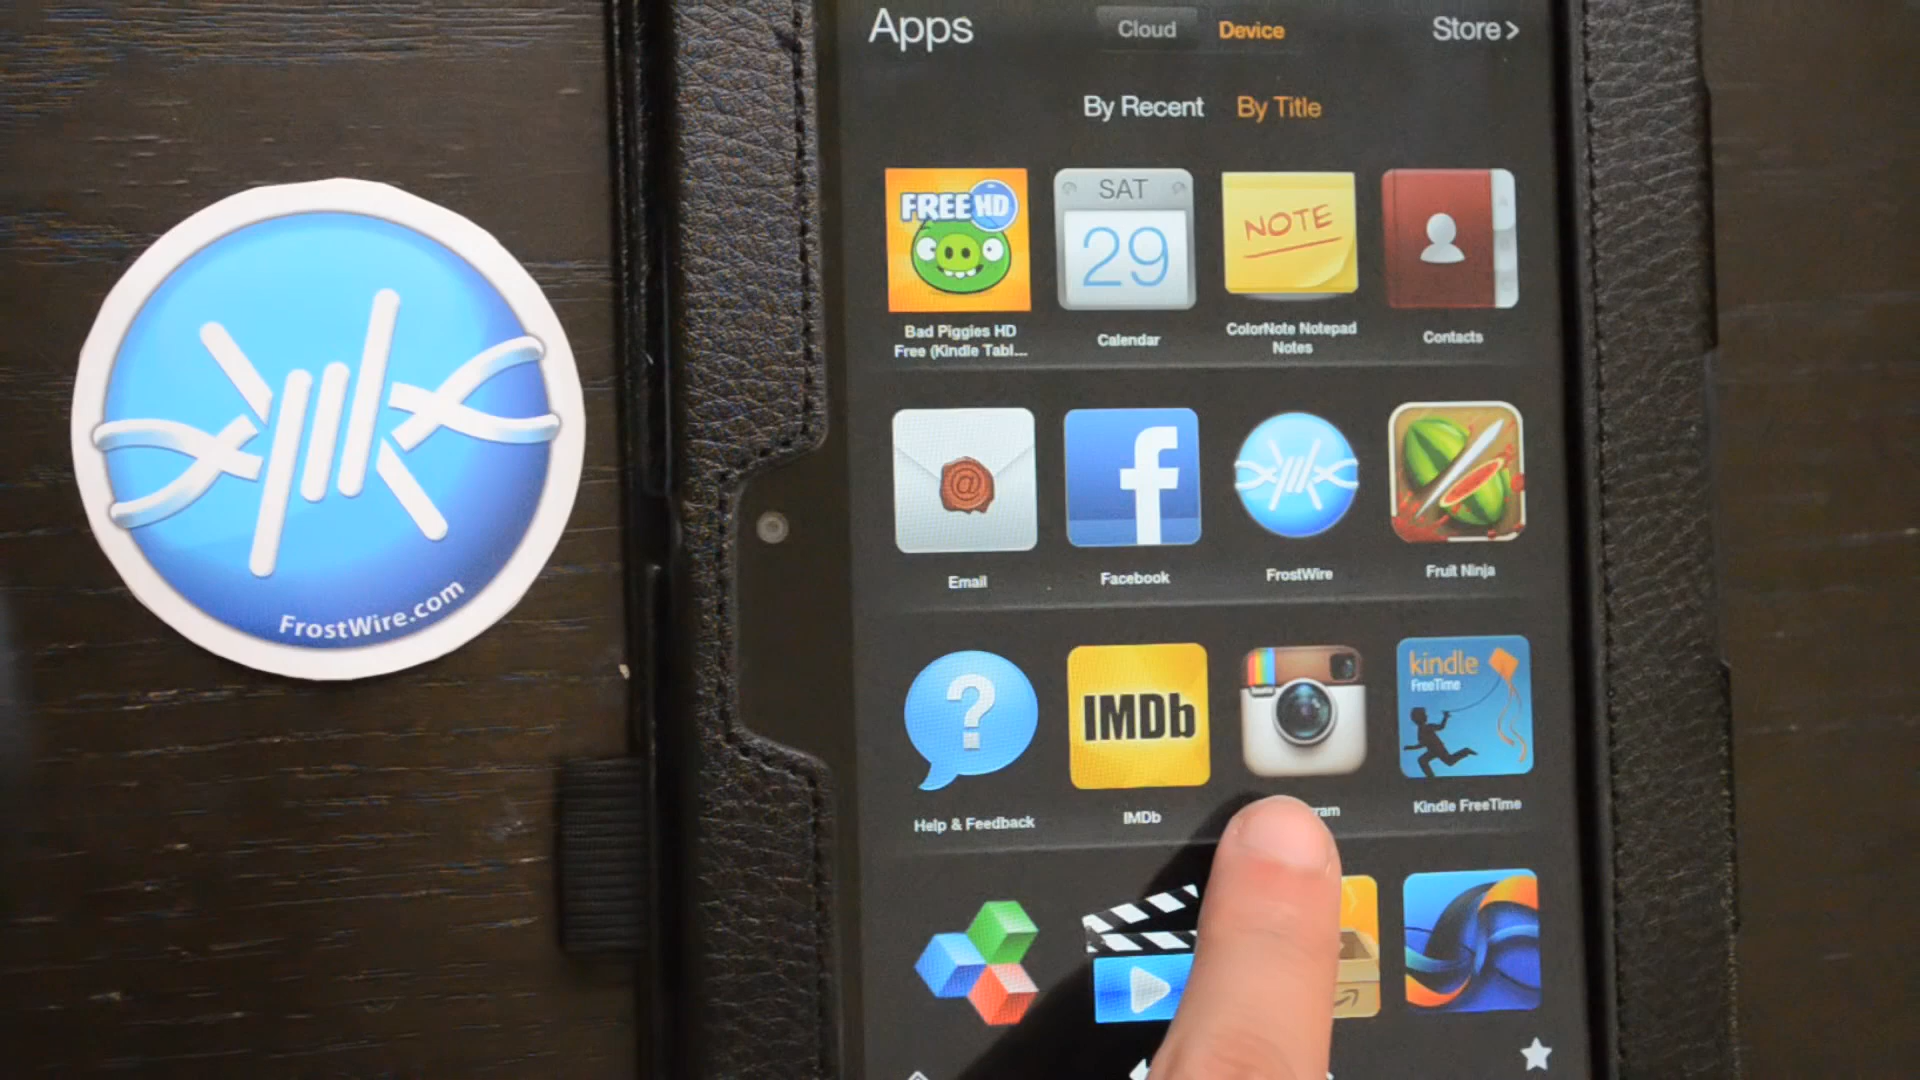 Apps
Cloud
Device
Store>
By Recent
By Title
FREE HD
SAT
29
NOTE
Bad Piggies HD
Free (Kindle Tabl...
Calendar
ColorNote Notepad
Notes
Contacts
@
f
Email
Facebook
FrostWire
Fruit Ninja
FrostWire.com
?
IMDb
kindle
FreeTime
Help & Feedback
IMDb
ram
Kindle FreeTime